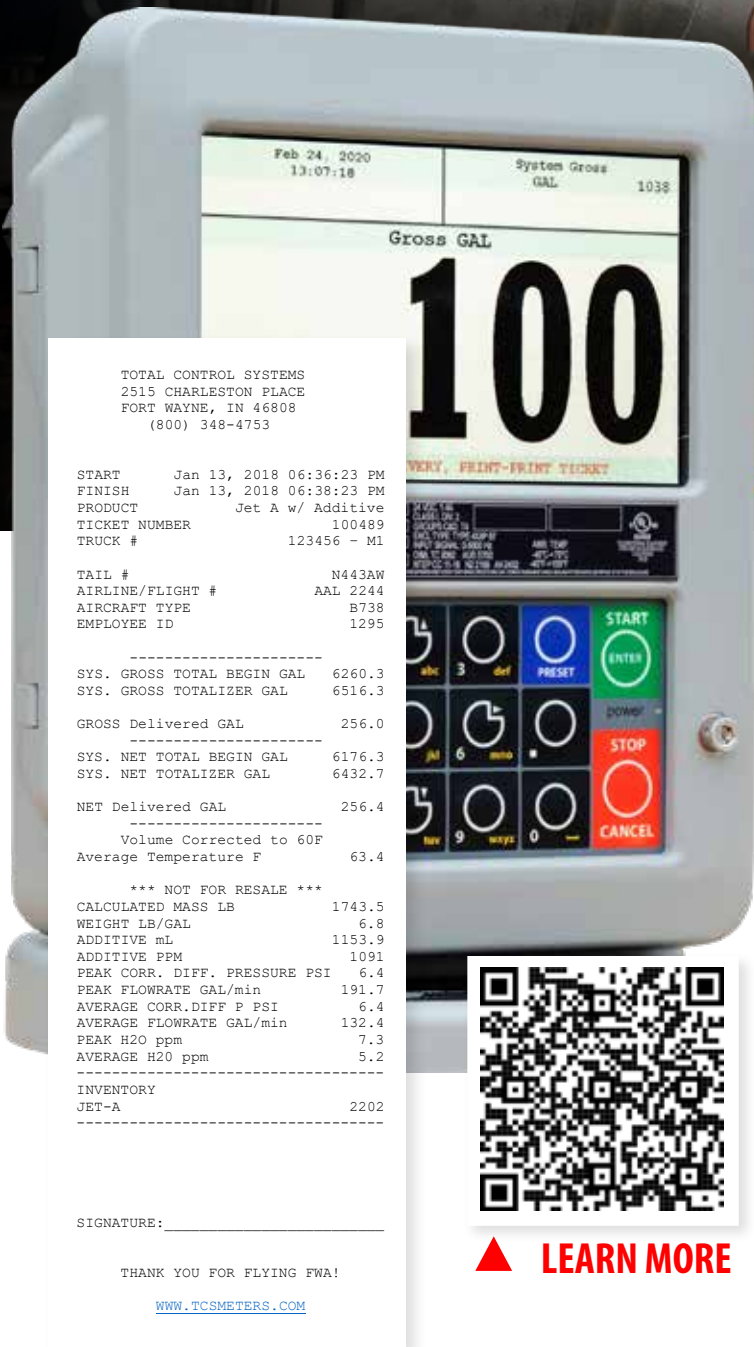 Feb 24, 2020
13:07:18
System Gross
GAL 1038
Gross GAL
100
VERY, PRINT-PRINT TICKET
TOTAL CONTROL SYSTEMS
2515 CHARLESTON PLACE
FORT WAYNE, IN 46808
(800) 348-4753
START Jan 13, 2018 06:36:23 PM
FINISH Jan 13, 2018 06:38:23 PM
PRODUCT Jet A w/ Additive
TICKET NUMBER 100489
TRUCK # 123456 - M1
TAIL # N443AW
AIRLINE/FLIGHT # AAL 2244
AIRCRAFT TYPE B738
EMPLOYEE ID 1295
----------------------
SYS. GROSS TOTAL BEGIN GAL 6260.3
SYS. GROSS TOTALIZER GAL 6516.3
GROSS Delivered GAL 256.0
----------------------
SYS. NET TOTAL BEGIN GAL 6176.3
SYS. NET TOTALIZER GAL 6432.7
NET Delivered GAL 256.4
----------------------
Volume Corrected to 60F
Average Temperature F 63.4
*** NOT FOR RESALE ***
CALCULATED MASS LB 1743.5
WEIGHT LB/GAL 6.8
ADDITIVE mL 1153.9
ADDITIVE PPM 1091
PEAK CORR. DIFF. PRESSURE PSI 6.4
PEAK FLOWRATE GAL/min 191.7
AVERAGE CORR.DIFF P PSI 6.4
AVERAGE FLOWRATE GAL/min 132.4
PEAK H2O ppm 7.3
AVERAGE H20 ppm 5.2
-----------------------------------
INVENTORY
JET-A 2202
-----------------------------------
SIGNATURE:_________________________
THANK YOU FOR FLYING FWA!
WWW.TCSMETERS.COM
abc
3 def
PRESET
START
ENTER
power
jkl
6 mno
.
STOP
tuv
9 wxyz
0
CANCEL
LEARN MORE